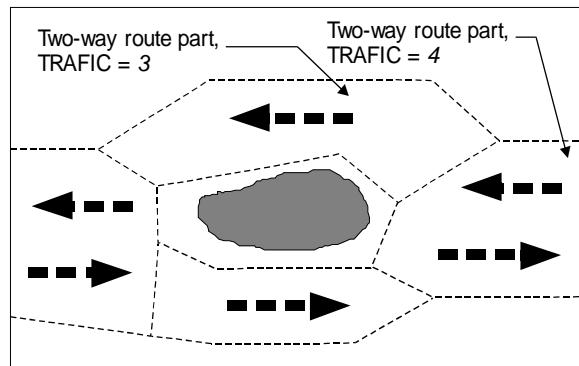 Two-way route part,
TRAFIC = 3
Two-way route part,
TRAFIC = 4